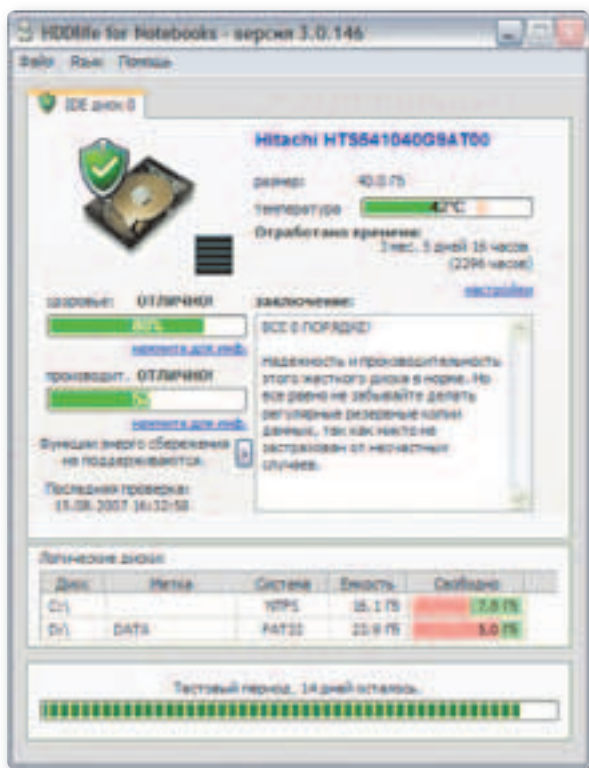 HDDlife for Notebooks - версия 3.0.146
Файл Язык Помощь
IDE диск 0
Hitachi HTS541040G9AT00
размер: 40.0 Гб
температура 42°C
Отработано времени:
3 мес. 5 дней 16 часов
(2296 часов)
настройки
здоровье: ОТЛИЧНО!
80%
нажмите для инф.
производит. ОТЛИЧНО!
нажмите для инф.
Функции энерго сбережения
не поддерживаются.
Последняя проверка:
15.08.2007 16:32:58
заключение:
ВСЕ В ПОРЯДКЕ!
Надежность и производительность
этого жесткого диска в норме. Но
все равно не забывайте делать
регулярные резервные копии
данных, так как никто не
застрахован от несчастных
случаев.
Логические диски
Диск Метка Система Емкость Свободно
C:\ NTFS 16.1 Гб 7.8 Гб
D:\ DATA FAT32 20.9 Гб 5.0 Гб
Тестовый период, 14 дней осталось.